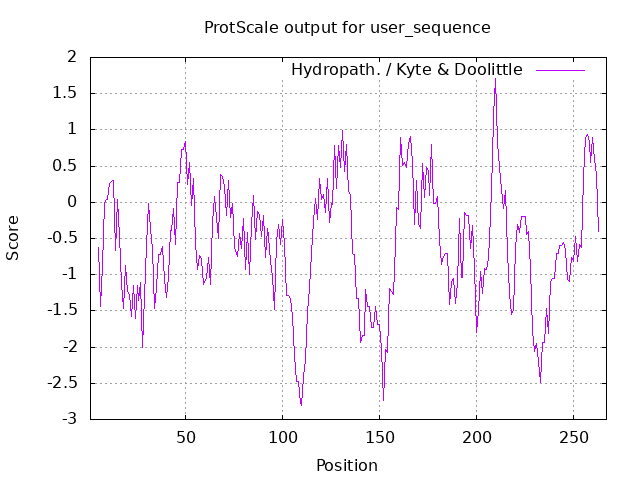 ProtScale output for user_sequence
Hydropath. / Kyte & Doolittle
2
1.5
1
0.5
0
-0.5
-1
-1.5
-2
-2.5
-3
Score
50 100 150 200 250
Position